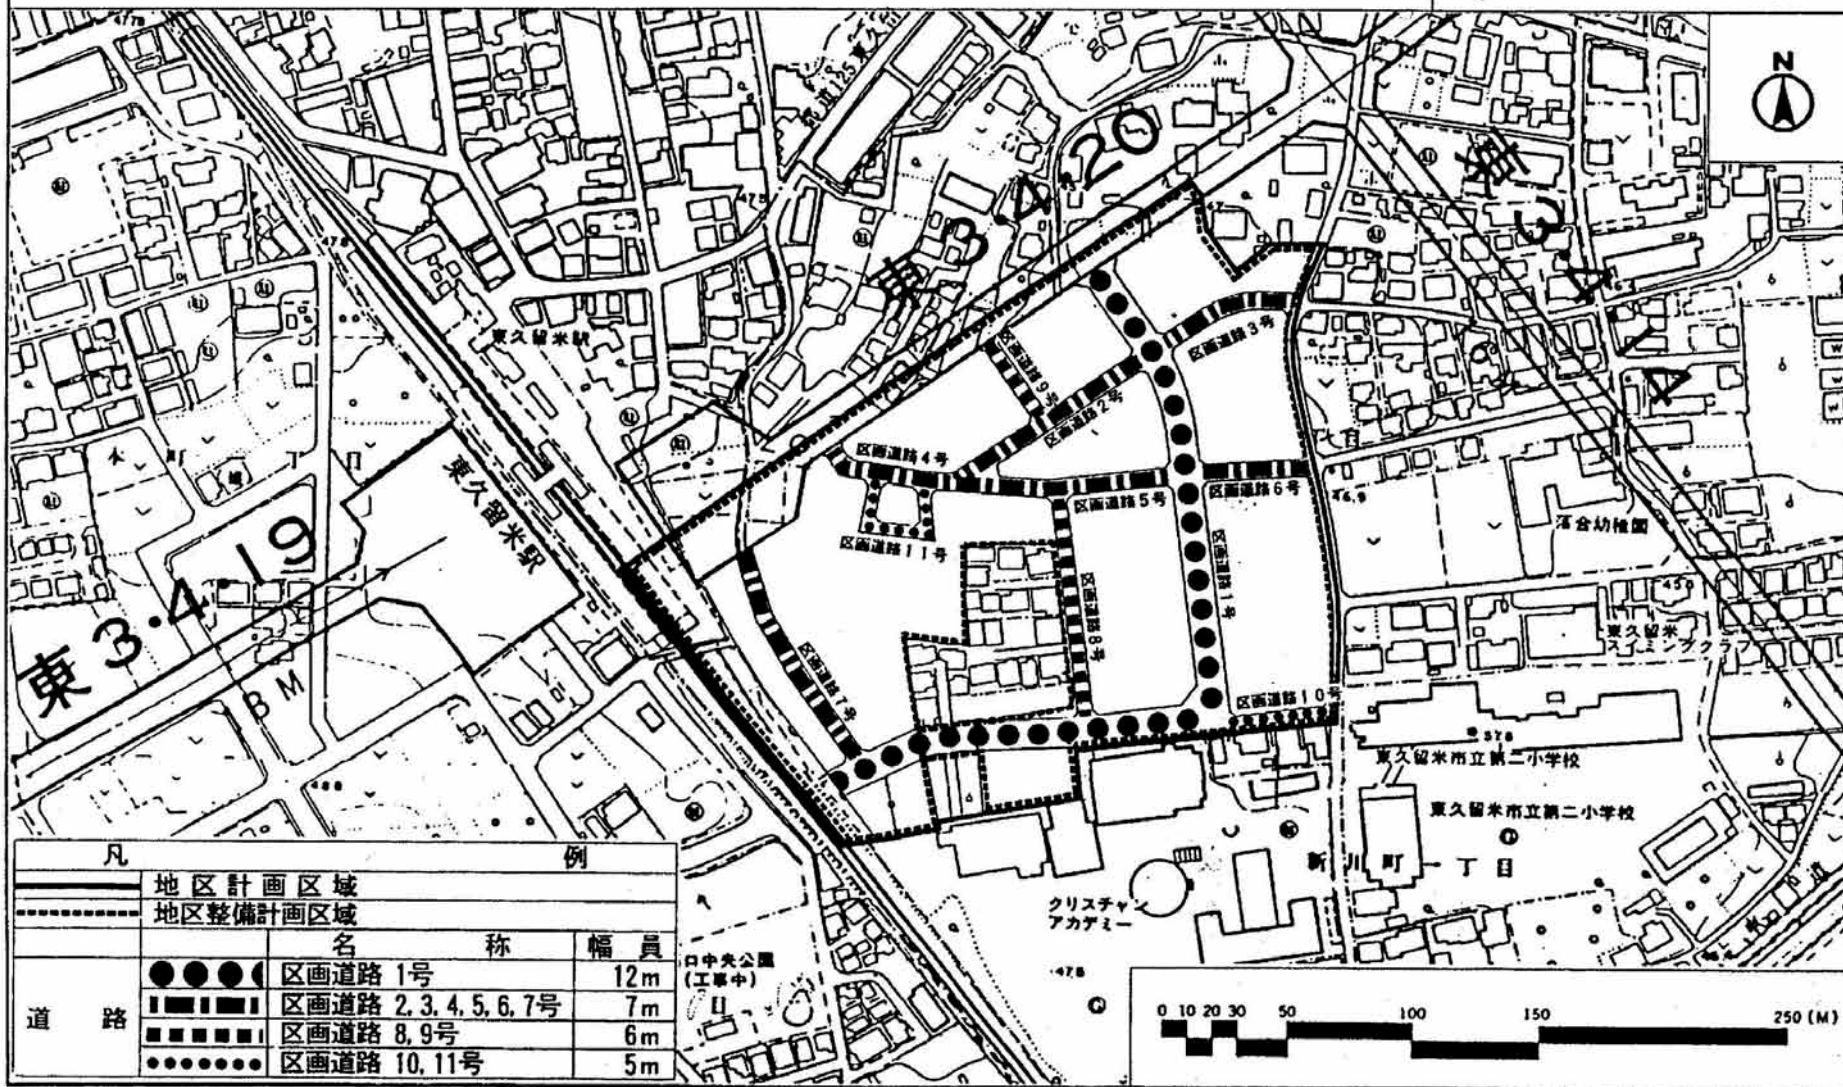 N
東3・4・20
東3・4・19
東3・4・14
東久留米駅
東久留米駅
BM
区画道路3号
区画道路9号
区画道路2号
区画道路4号
区画道路5号
区画道路6号
区画道路11号
区画道路1号
区画道路8号
区画道路7号
区画道路10号
落合幼稚園
東久留米
スイミングクラブ
東久留米市立第二小学校
東久留米市立第二小学校
新川町一丁目
クリスチャン
アカデミー
口中央公園
(工事中)
凡例
地区計画区域
地区整備計画区域
名称 幅員
道路
区画道路 1号 12m
区画道路 2,3,4,5,6,7号 7m
区画道路 8,9号 6m
区画道路 10,11号 5m
0 10 20 30 50 100 150 250 (M)